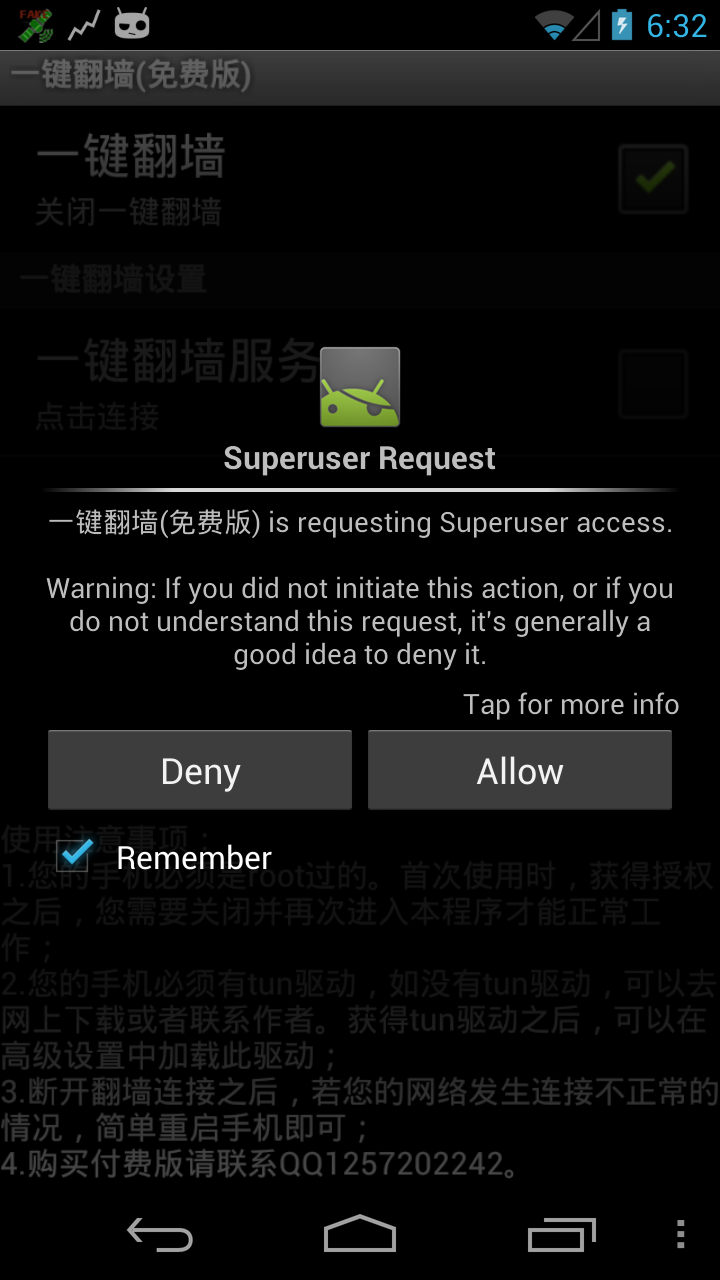 FAKE
6:32
一键翻墙(免费版)
一键翻墙
关闭一键翻墙
一键翻墙设置
一键翻墙服务
点击连接
Superuser Request
一键翻墙(免费版) is requesting Superuser access.
Warning: If you did not initiate this action, or if you
do not understand this request, it's generally a
good idea to deny it.
Tap for more info
Deny
Allow
使用注意事项：
Remember
1.您的手机必须是root过的。首次使用时，获得授权
之后，您需要关闭并再次进入本程序才能正常工
作；
2.您的手机必须有tun驱动，如没有tun驱动，可以去
网上下载或者联系作者。获得tun驱动之后，可以在
高级设置中加载此驱动；
3.断开翻墙连接之后，若您的网络发生连接不正常的
情况，简单重启手机即可；
4.购买付费版请联系QQ1257202242。